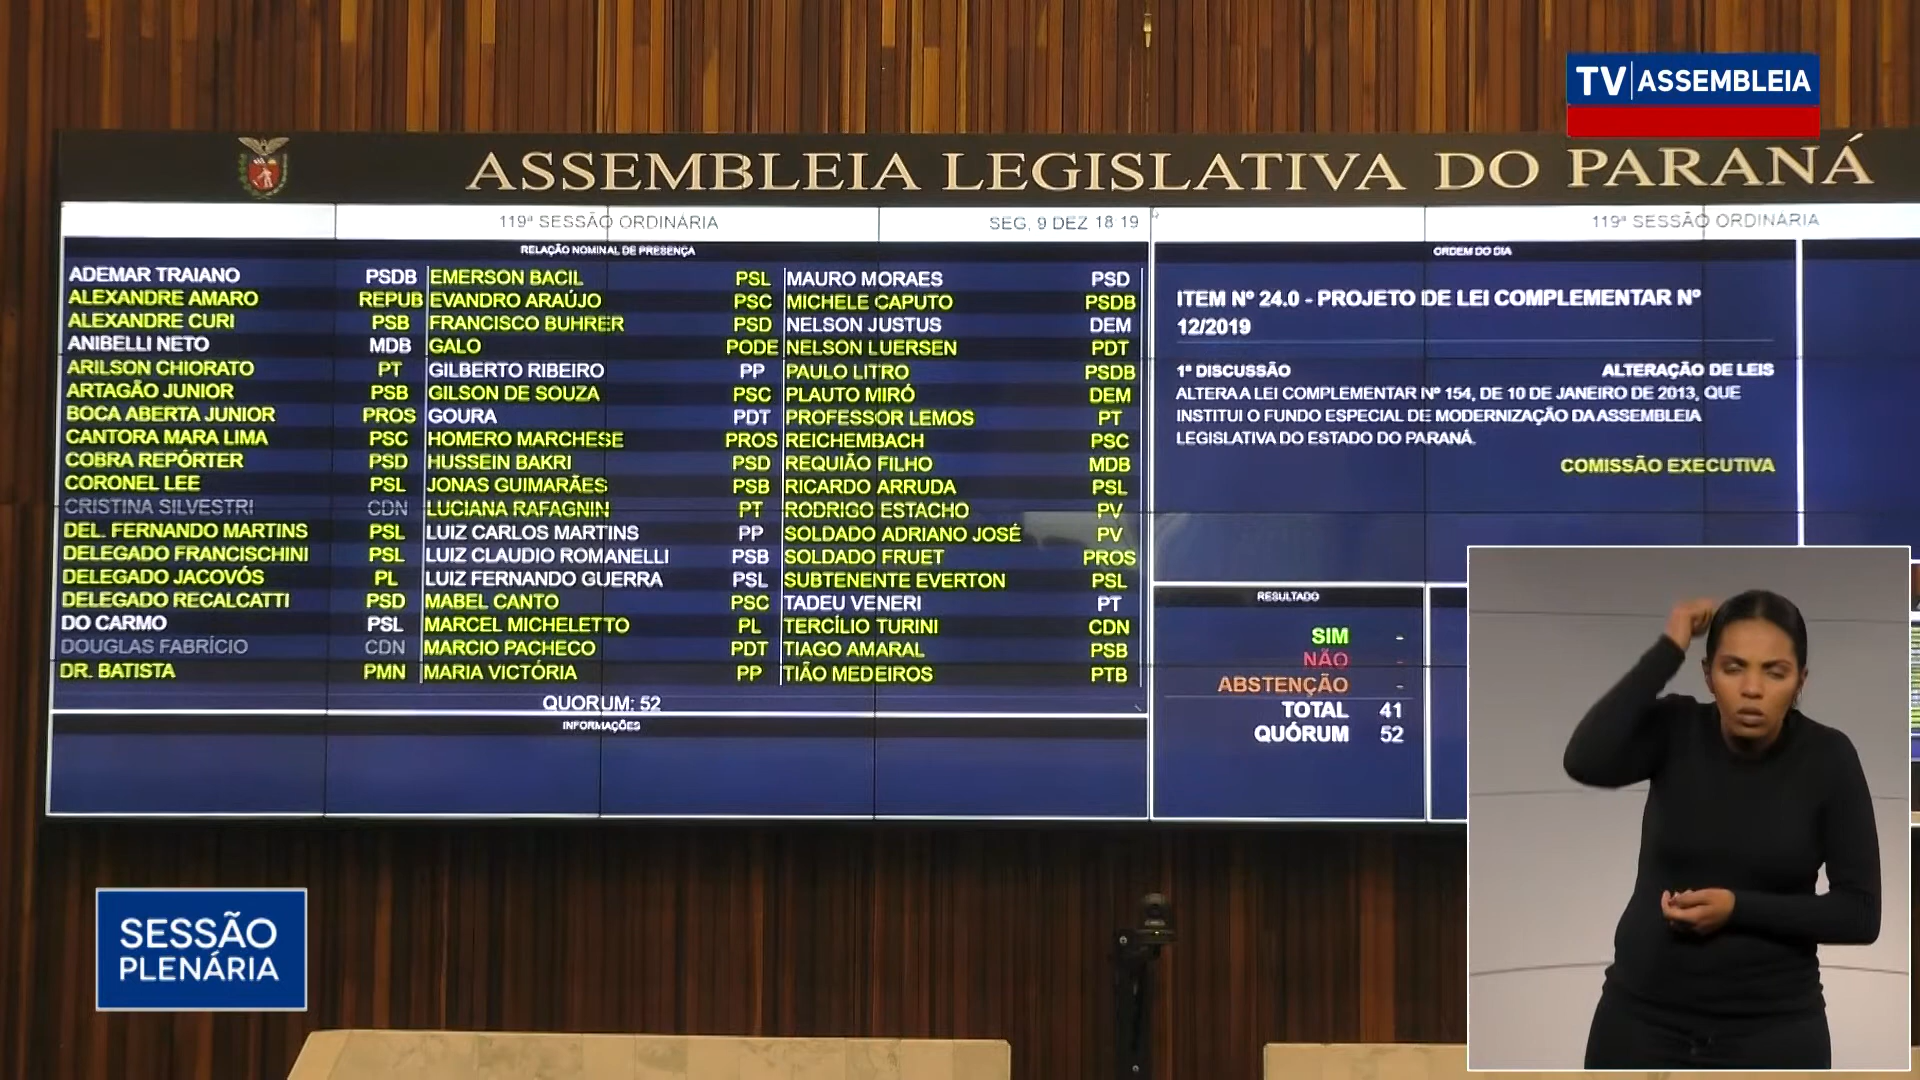 TV ASSEMBLEIA
ASSEMBLEIA LEGISLATIVA DO PARANÁ
119ª SESSÃO ORDINÁRIA SEG, 9 DEZ 18:19 119ª SESSÃO ORDINÁRIA
RELAÇÃO NOMINAL DE PRESENÇA
ADEMAR TRAIANO PSDB EMERSON BACIL PSL MAURO MORAES PSD
ALEXANDRE AMARO REPUB EVANDRO ARAÚJO PSC MICHELE CAPUTO PSDB
ALEXANDRE CURI PSB FRANCISCO BUHRER PSD NELSON JUSTUS DEM
ANIBELLI NETO MDB GALO PODE NELSON LUERSEN PDT
ARILSON CHIORATO PT GILBERTO RIBEIRO PP PAULO LITRO PSDB
ARTAGÃO JUNIOR PSB GILSON DE SOUZA PSC PLAUTO MIRÓ DEM
BOCA ABERTA JUNIOR PROS GOURA PDT PROFESSOR LEMOS PT
CANTORA MARA LIMA PSC HOMERO MARCHESE PROS REICHEMBACH PSC
COBRA REPÓRTER PSD HUSSEIN BAKRI PSD REQUIÃO FILHO MDB
CORONEL LEE PSL JONAS GUIMARÃES PSB RICARDO ARRUDA PSL
CRISTINA SILVESTRI CDN LUCIANA RAFAGNIN PT RODRIGO ESTACHO PV
DEL. FERNANDO MARTINS PSL LUIZ CARLOS MARTINS PP SOLDADO ADRIANO JOSÉ PV
DELEGADO FRANCISCHINI PSL LUIZ CLAUDIO ROMANELLI PSB SOLDADO FRUET PROS
DELEGADO JACOVÓS PL LUIZ FERNANDO GUERRA PSL SUBTENENTE EVERTON PSL
DELEGADO RECALCATTI PSD MABEL CANTO PSC TADEU VENERI PT
DO CARMO PSL MARCEL MICHELETTO PL TERCÍLIO TURINI CDN
DOUGLAS FABRÍCIO CDN MARCIO PACHECO PDT TIAGO AMARAL PSB
DR. BATISTA PMN MARIA VICTÓRIA PP TIÃO MEDEIROS PTB
QUORUM: 52
INFORMAÇÕES
ORDEM DO DIA
ITEM Nº 24.0 - PROJETO DE LEI COMPLEMENTAR Nº
12/2019
1ª DISCUSSÃO ALTERAÇÃO DE LEIS
ALTERA A LEI COMPLEMENTAR Nº 154, DE 10 DE JANEIRO DE 2013, QUE
INSTITUI O FUNDO ESPECIAL DE MODERNIZAÇÃO DA ASSEMBLEIA
LEGISLATIVA DO ESTADO DO PARANÁ.
COMISSÃO EXECUTIVA
RESULTADO
SIM -
NÃO -
ABSTENÇÃO -
TOTAL 41
QUÓRUM 52
SESSÃO
PLENÁRIA